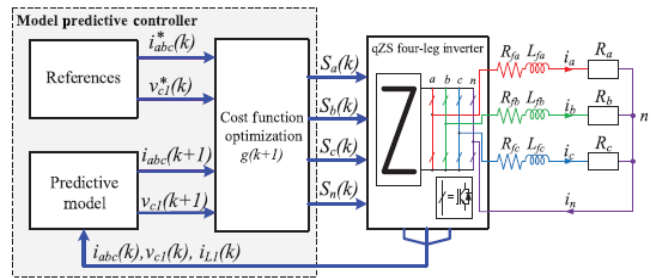 Model predictive controller
References
i*abc(k)
v*c1(k)
Cost function
optimization
g(k+1)
Predictive
model
iabc(k+1)
vc1(k+1)
iabc(k),vc1(k), iL1(k)
Sa(k)
Sb(k)
Sc(k)
Sn(k)
qZS four-leg inverter
a b c n
Z
=
Rfa Lfa ia Ra
Rfb Lfb ib Rb
n
Rfc Lfc ic Rc
in